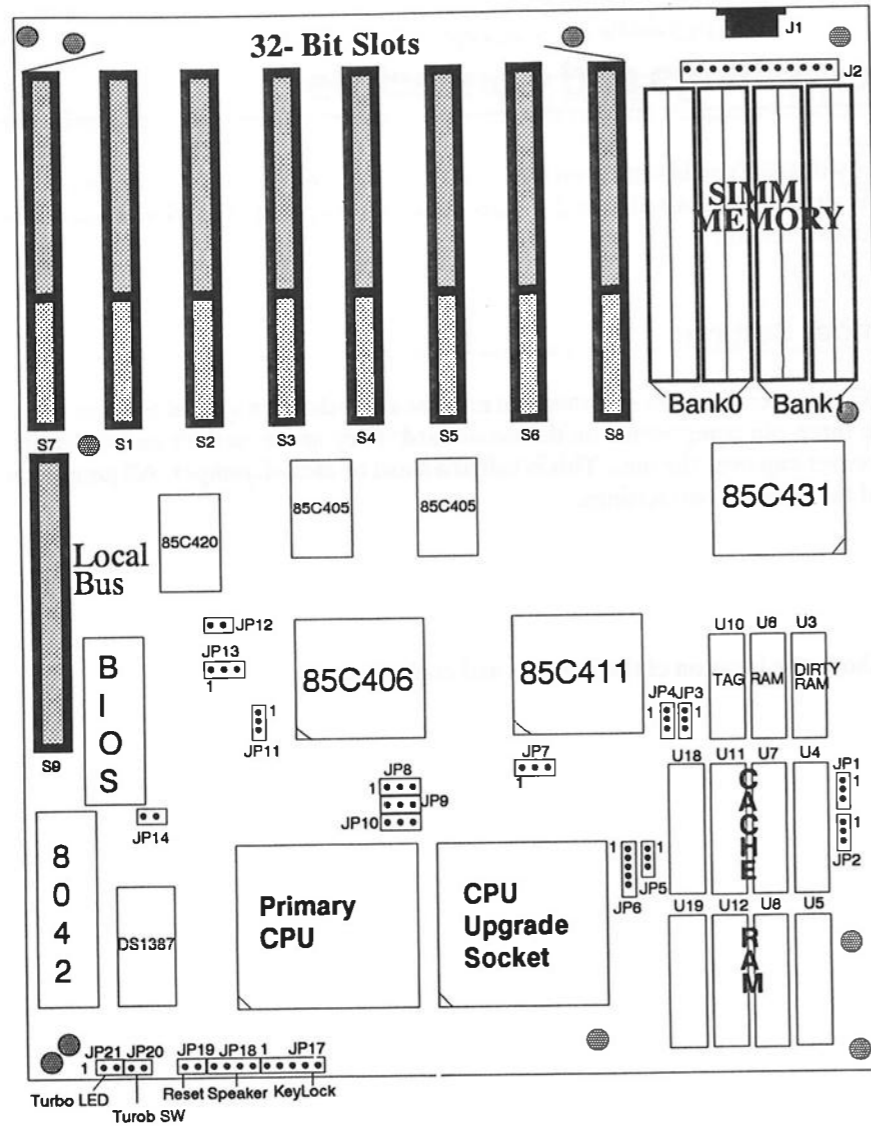 32- Bit Slots
J1
J2
SIMM
MEMORY
Bank0 Bank1
S7 S1 S2 S3 S4 S5 S6 S8
85C420
85C405
85C405
85C431
Local
Bus
S9
BIOS
JP12
JP13
1
1
JP11
85C406
85C411
U10 U6 U3
TAG RAM DIRTY
RAM
JP4 JP3
1 1
JP7
1
JP8
1
JP9
JP10
U18 U11 U7 U4
CACHE
JP1
1
JP2
1
JP14
8042
DS1387
Primary
CPU
CPU
Upgrade
Socket
1 1
JP5
JP6
U19 U12 U8 U5
RAM
JP21 JP20 JP19 JP18 1 JP17
1
Turbo LED
Turob SW
Reset Speaker KeyLock